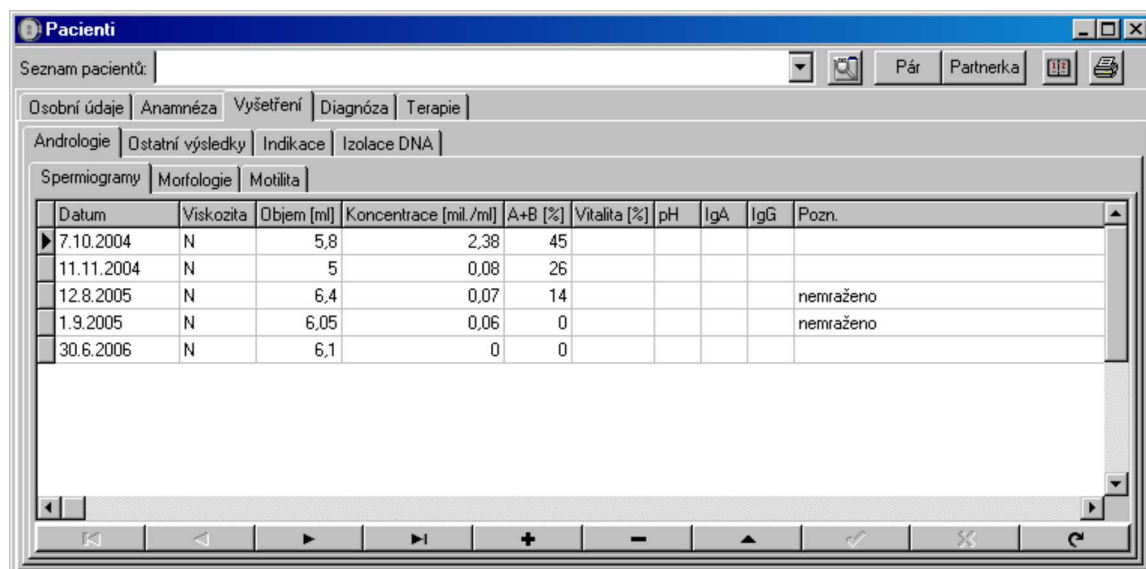 Pacienti
Seznam pacientů: Pár Partnerka
Osobní údaje Anamnéza Vyšetření Diagnóza Terapie
Andrologie Ostatní výsledky Indikace Izolace DNA
Spermiogramy Morfologie Motilita
Datum Viskozita Objem [ml] Koncentrace [mil./ml] A+B [%] Vitalita [%] pH IgA IgG Pozn.
7.10.2004 N 5,8 2,38 45
11.11.2004 N 5 0,08 26
12.8.2005 N 6,4 0,07 14 nemraženo
1.9.2005 N 6,05 0,06 0 nemraženo
30.6.2006 N 6,1 0 0